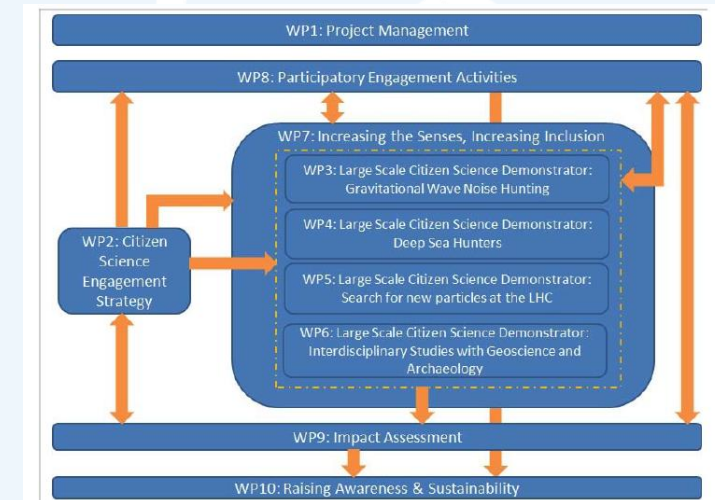 WP1: Project Management
WP8: Participatory Engagement Activities
WP7: Increasing the Senses, Increasing Inclusion
WP3: Large Scale Citizen Science Demonstrator:
Gravitational Wave Noise Hunting
WP4: Large Scale Citizen Science Demonstrator:
Deep Sea Hunters
WP2: Citizen
Science
Engagement
Strategy
WP5: Large Scale Citizen Science Demonstrator:
Search for new particles at the LHC
WP6: Large Scale Citizen Science Demonstrator:
Interdisciplinary Studies with Geoscience and
Archaeology
WP9: Impact Assessment
WP10: Raising Awareness & Sustainability